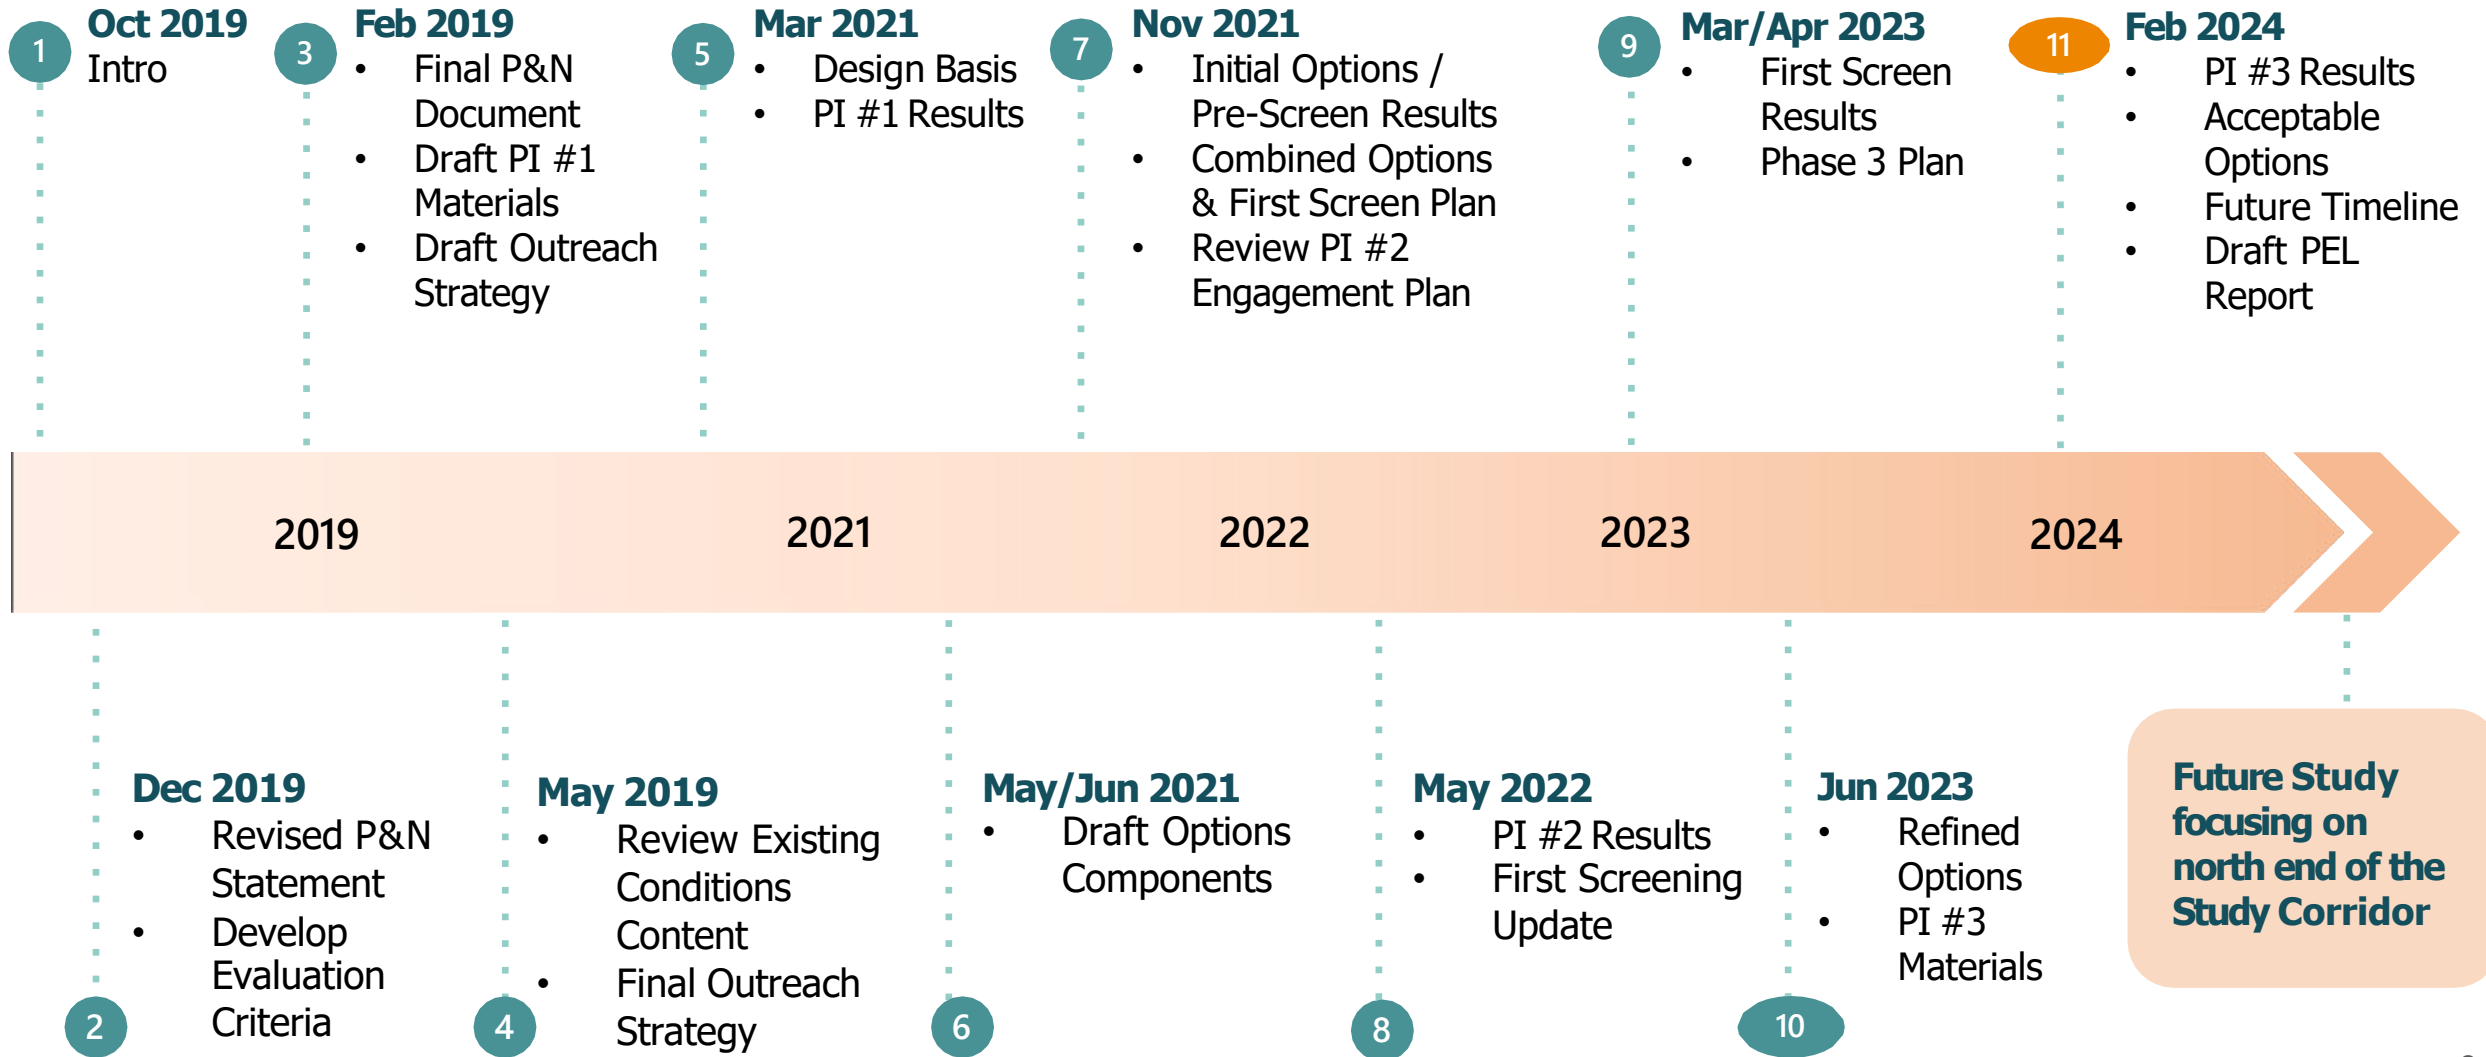 1
Oct 2019
Intro
3
Feb 2019
• Final P&N
Document
• Draft PI #1
Materials
• Draft Outreach
Strategy
5
Mar 2021
• Design Basis
• PI #1 Results
7
Nov 2021
• Initial Options /
Pre-Screen Results
• Combined Options
& First Screen Plan
• Review PI #2
Engagement Plan
9
Mar/Apr 2023
• First Screen
Results
• Phase 3 Plan
11
Feb 2024
• PI #3 Results
• Acceptable
Options
• Future Timeline
• Draft PEL
Report
2019
2021
2022
2023
2024
2
Dec 2019
• Revised P&N
Statement
• Develop
Evaluation
Criteria
4
May 2019
• Review Existing
Conditions
Content
• Final Outreach
Strategy
6
May/Jun 2021
• Draft Options
Components
8
May 2022
• PI #2 Results
• First Screening
Update
10
Jun 2023
• Refined
Options
• PI #3
Materials
Future Study
focusing on
north end of the
Study Corridor